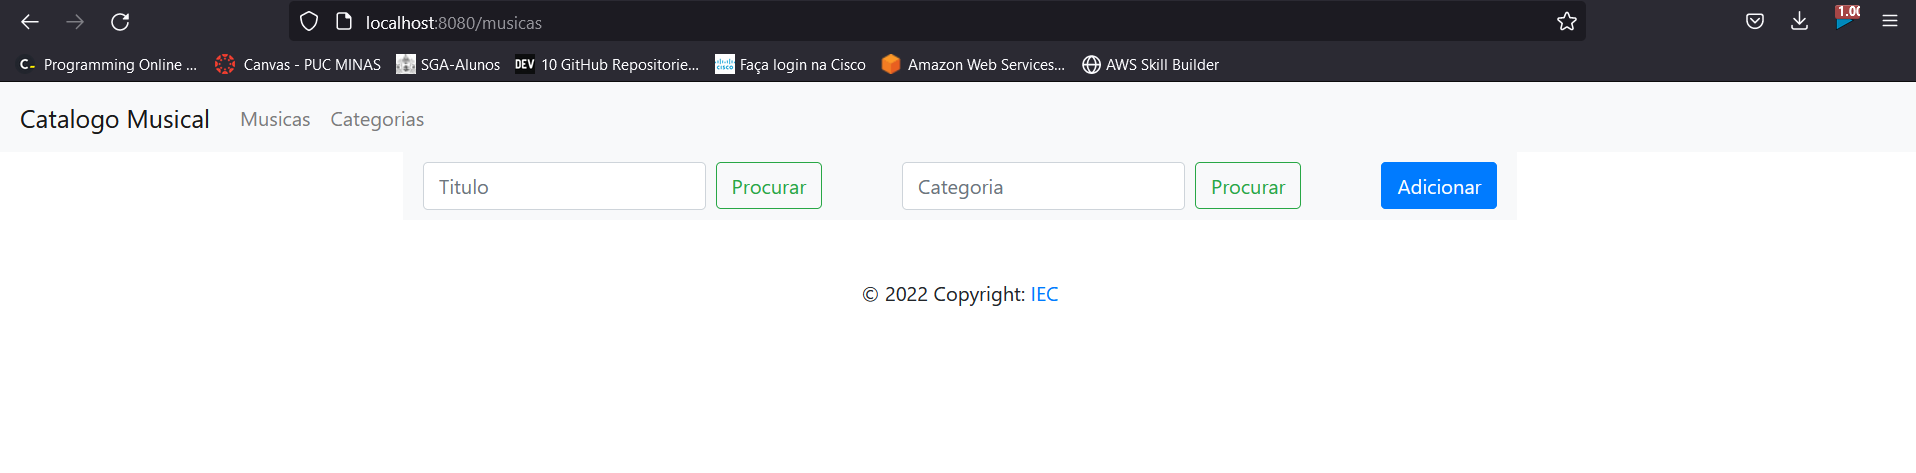 localhost:8080/musicas
1.00
Programming Online ... Canvas - PUC MINAS SGA-Alunos DEV 10 GitHub Repositorie... Faça login na Cisco Amazon Web Services... AWS Skill Builder
Catalogo Musical Musicas Categorias
Titulo Procurar Categoria Procurar Adicionar
© 2022 Copyright: IEC